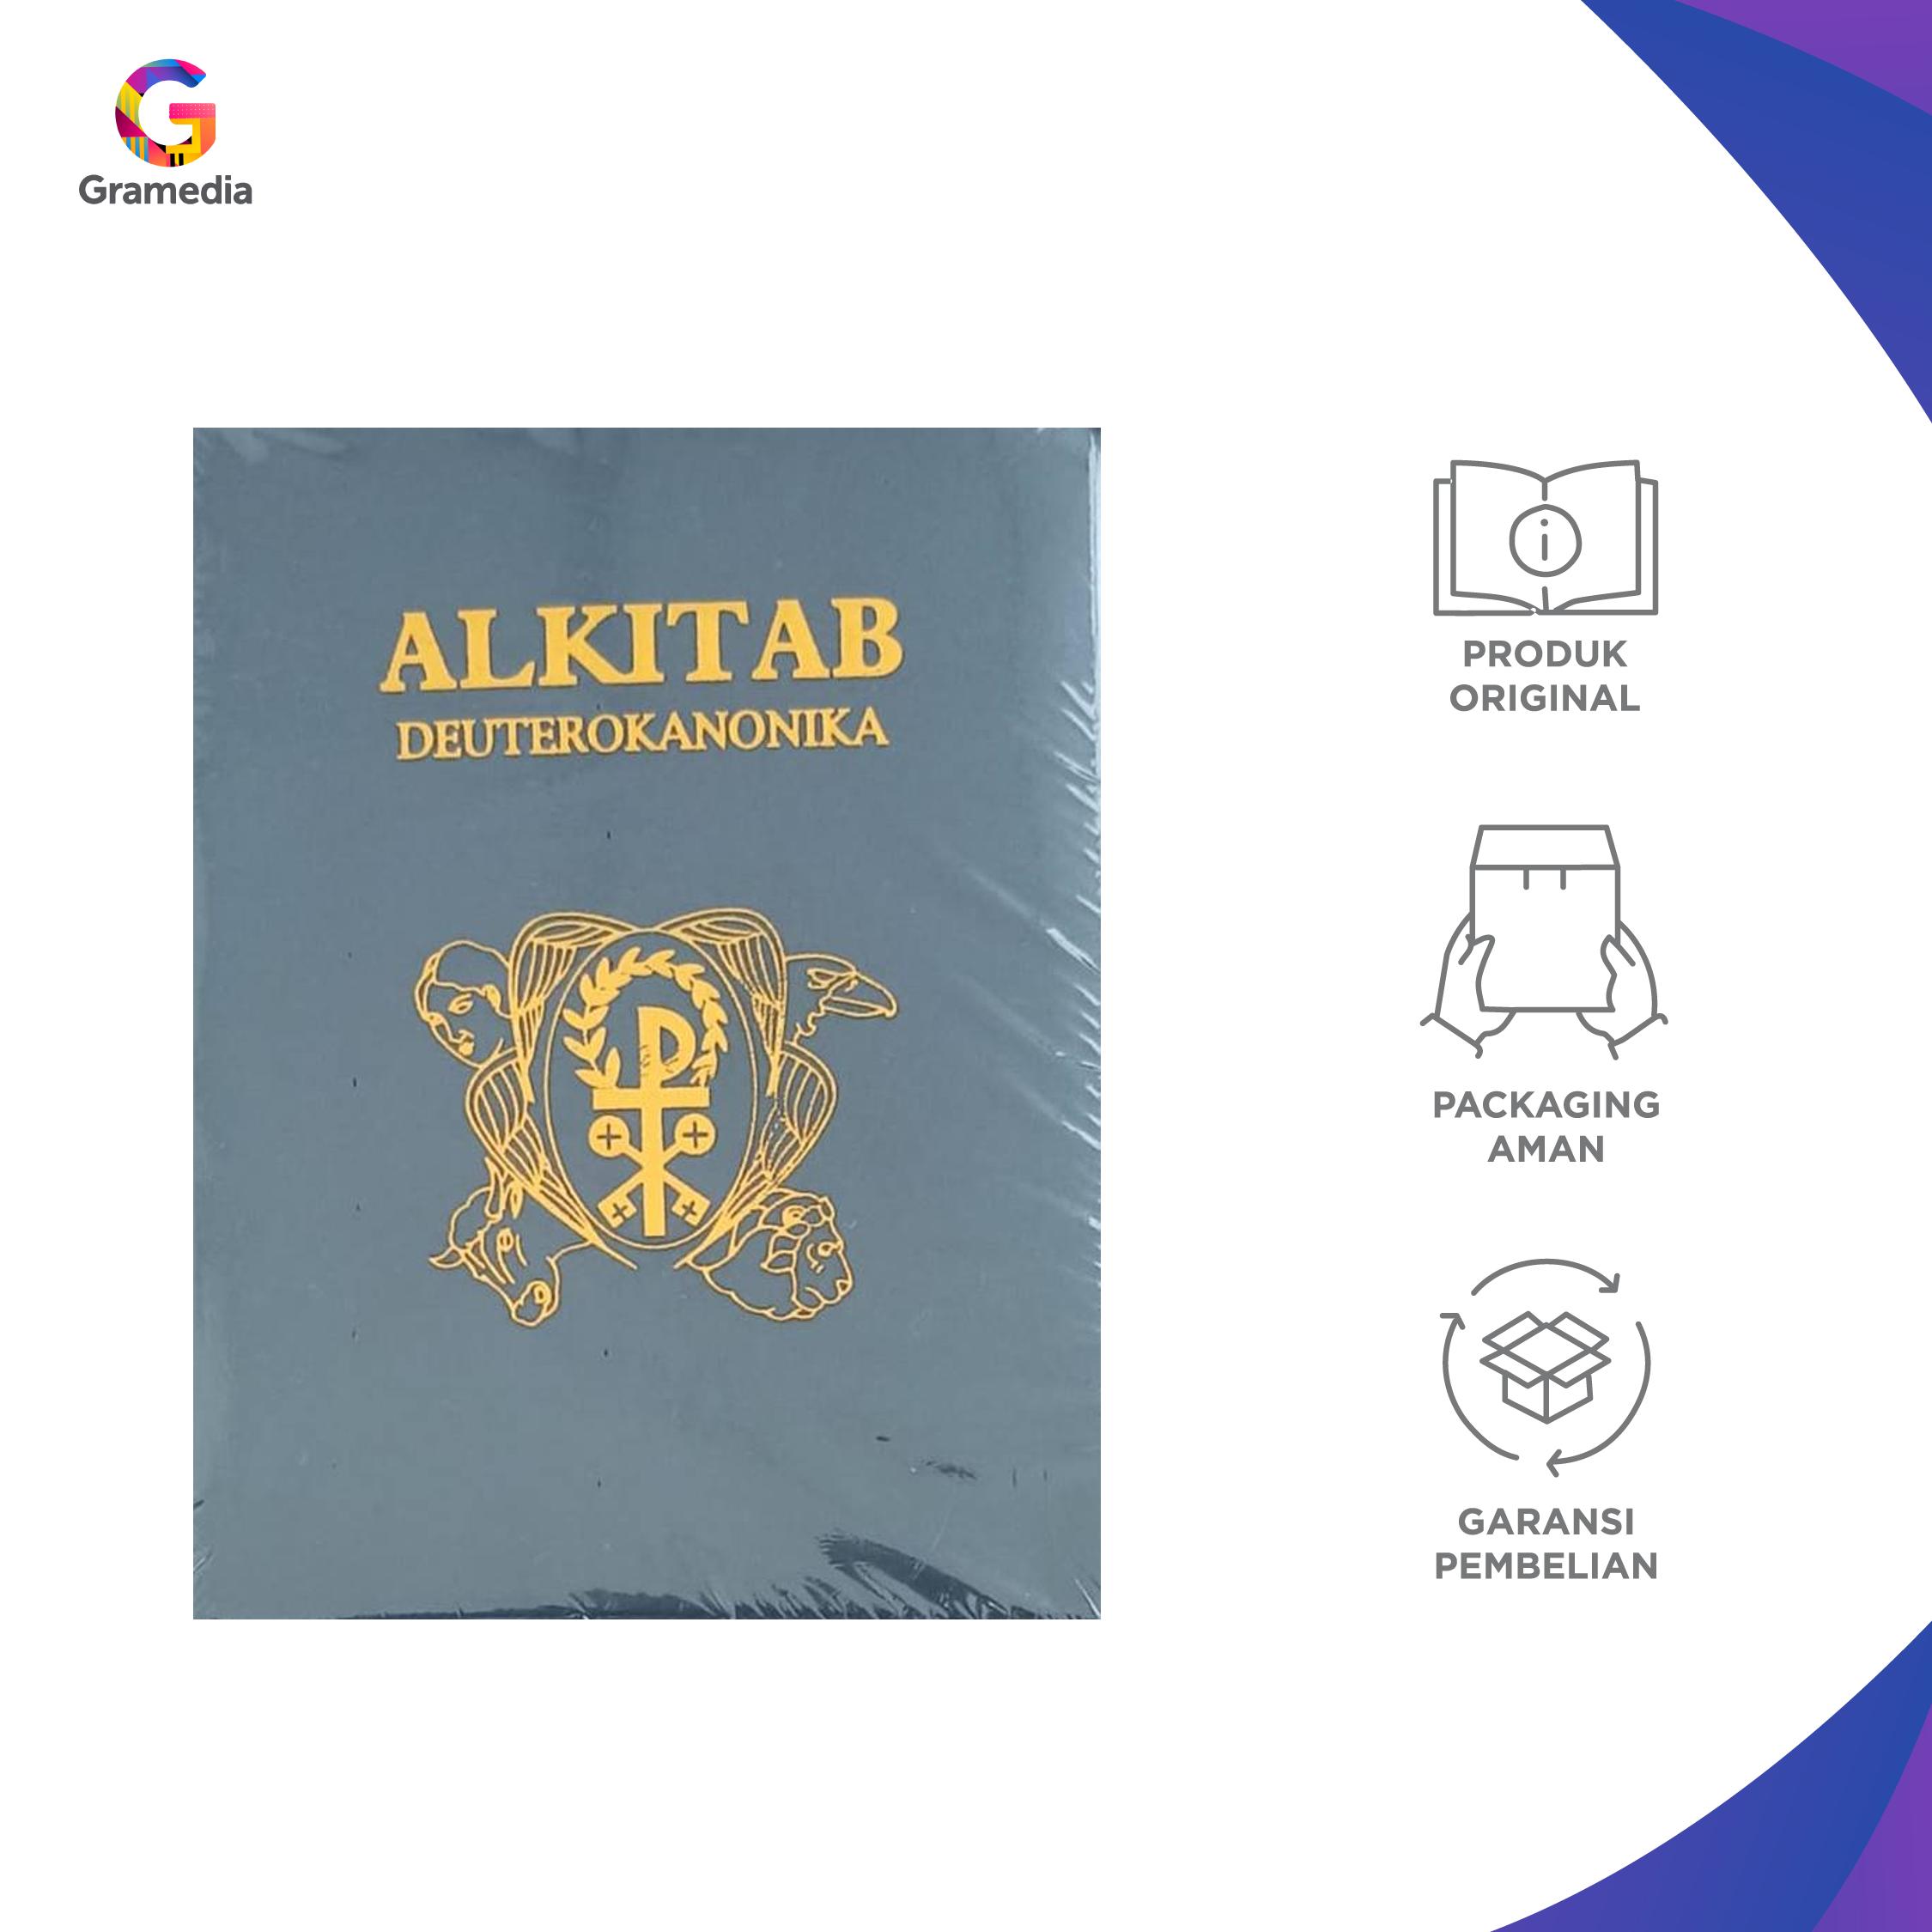 Gramedia
ALKITAB
DEUTEROKANONIKA
PRODUK
ORIGINAL
PACKAGING
AMAN
GARANSI
PEMBELIAN